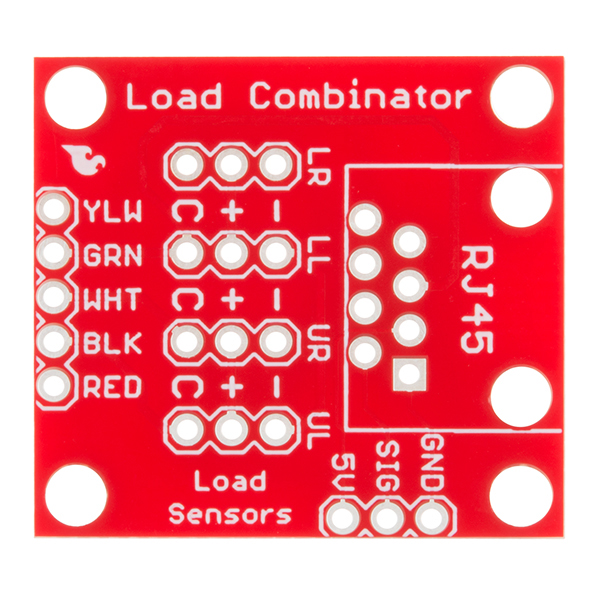 Load Combinator
LR
YLW
C + -
GRN
LL
RJ45
WHT
C + -
BLK
UR
RED
C + -
UL
Load
Sensors
5V
SIG
GND